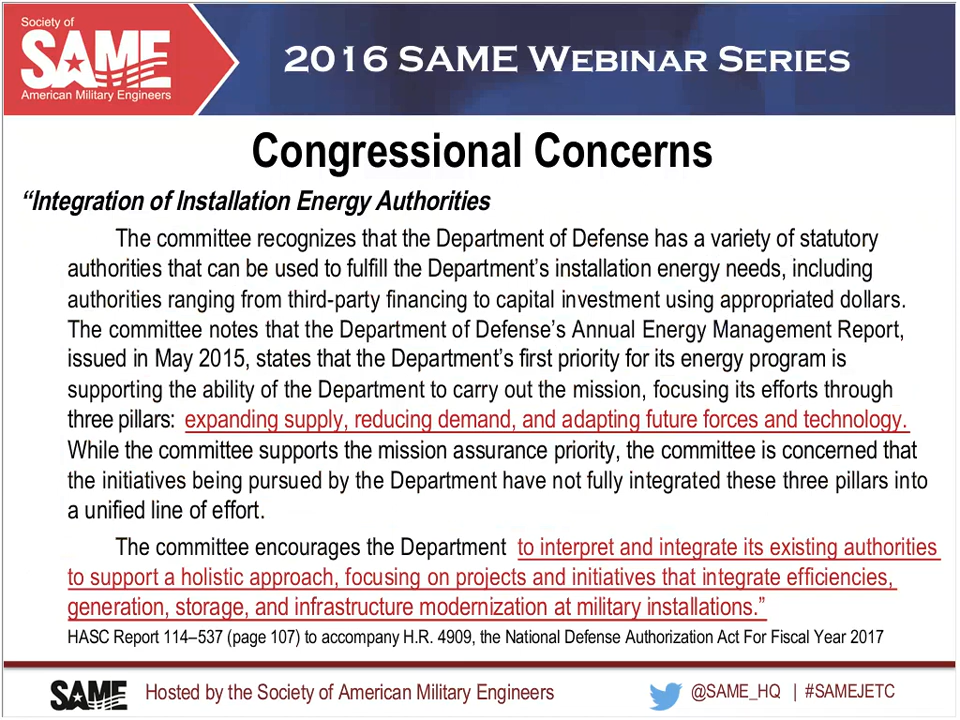 Society of
SAME
American Military Engineers
2016 SAME WEBINAR SERIES
Congressional Concerns
“Integration of Installation Energy Authorities
The committee recognizes that the Department of Defense has a variety of statutory
authorities that can be used to fulfill the Department’s installation energy needs, including
authorities ranging from third-party financing to capital investment using appropriated dollars.
The committee notes that the Department of Defense’s Annual Energy Management Report,
issued in May 2015, states that the Department’s first priority for its energy program is
supporting the ability of the Department to carry out the mission, focusing its efforts through
three pillars: expanding supply, reducing demand, and adapting future forces and technology.
While the committee supports the mission assurance priority, the committee is concerned that
the initiatives being pursued by the Department have not fully integrated these three pillars into
a unified line of effort.
The committee encourages the Department to interpret and integrate its existing authorities
to support a holistic approach, focusing on projects and initiatives that integrate efficiencies,
generation, storage, and infrastructure modernization at military installations.”
HASC Report 114–537 (page 107) to accompany H.R. 4909, the National Defense Authorization Act For Fiscal Year 2017
SAME Hosted by the Society of American Military Engineers @SAME_HQ | #SAMEJETC